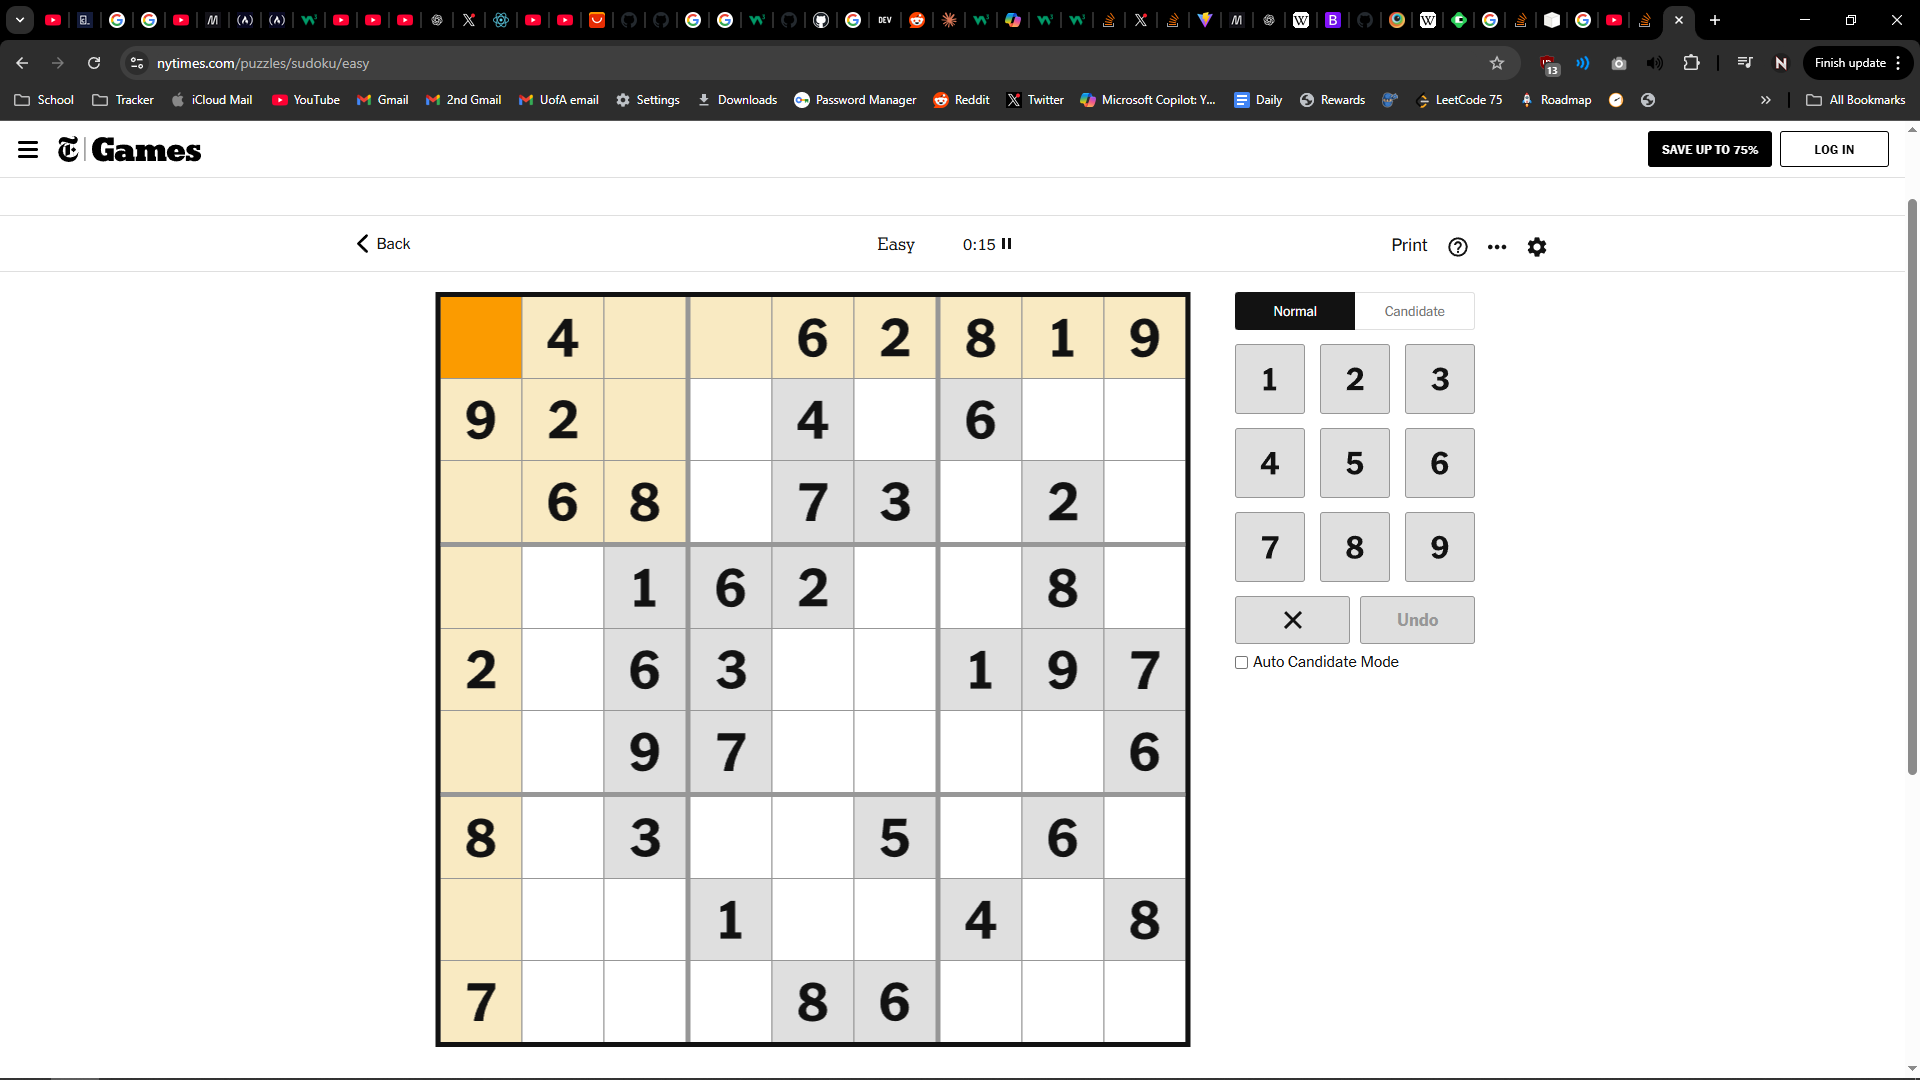 nytimes.com/puzzles/sudoku/easy
13
N
Finish update
School
Tracker
iCloud Mail
YouTube
Gmail
2nd Gmail
UofA email
Settings
Downloads
Password Manager
Reddit
Twitter
Microsoft Copilot: Y...
Daily
Rewards
LeetCode 75
Roadmap
All Bookmarks
Games
SAVE UP TO 75%
LOG IN
Back
Easy
0:15
Print
Normal
Candidate
4 6 2 8 1 9
9 2 4 6
6 8 7 3 2
1 6 2 8
2 6 3 1 9 7
9 7 6
8 3 5 6
1 4 8
7 8 6
1 2 3
4 5 6
7 8 9
Undo
Auto Candidate Mode